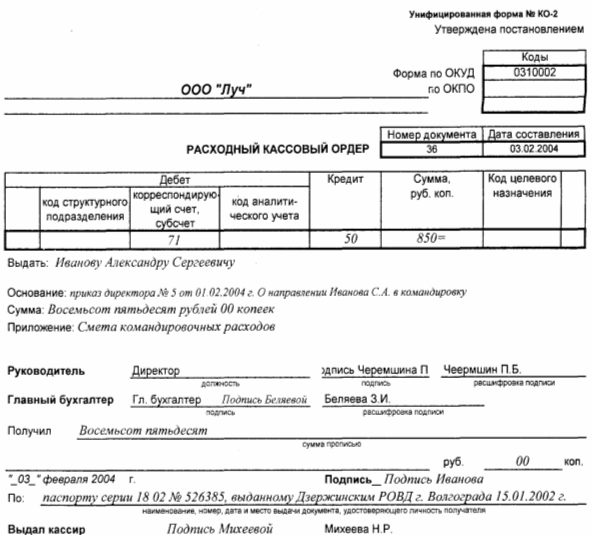 Унифицированная форма № КО-2
Утверждена постановлением
Коды
Форма по ОКУД 0310002
ООО "Луч" по ОКПО
Номер документа Дата составления
РАСХОДНЫЙ КАССОВЫЙ ОРДЕР 36 03.02.2004
Дебет Кредит Сумма, руб. коп. Код целевого назначения
код структурного подразделения корреспондирую-щий счет, субсчет код аналити-ческого учета
71 50 850=
Выдать: Иванову Александру Сергеевичу
Основание: приказ директора № 5 от 01.02.2004 г. О направлении Иванова С.А. в командировку
Сумма: Восемьсот пятьдесят рублей 00 копеек
Приложение: Смета командировочных расходов
Руководитель Директор одпись Черемшина П Чеермшин П.Б.
должность подпись расшифровка подписи
Главный бухгалтер Гл. бухгалтер Подпись Беляевой Беляева З.И.
подпись расшифровка подписи
Получил Восемьсот пятьдесят
сумма прописью
руб. 00 коп.
"_03_" февраля 2004 г. Подпись_ Подпись Иванова
По: паспорту серии 18 02 № 526385, выданному Дзержинским РОВД г. Волгограда 15.01.2002 г.
наименование, номер, дата и место выдачи документа, удостоверяющего личность получателя
Выдал кассир Подпись Михеевой Михеева Н.Р.